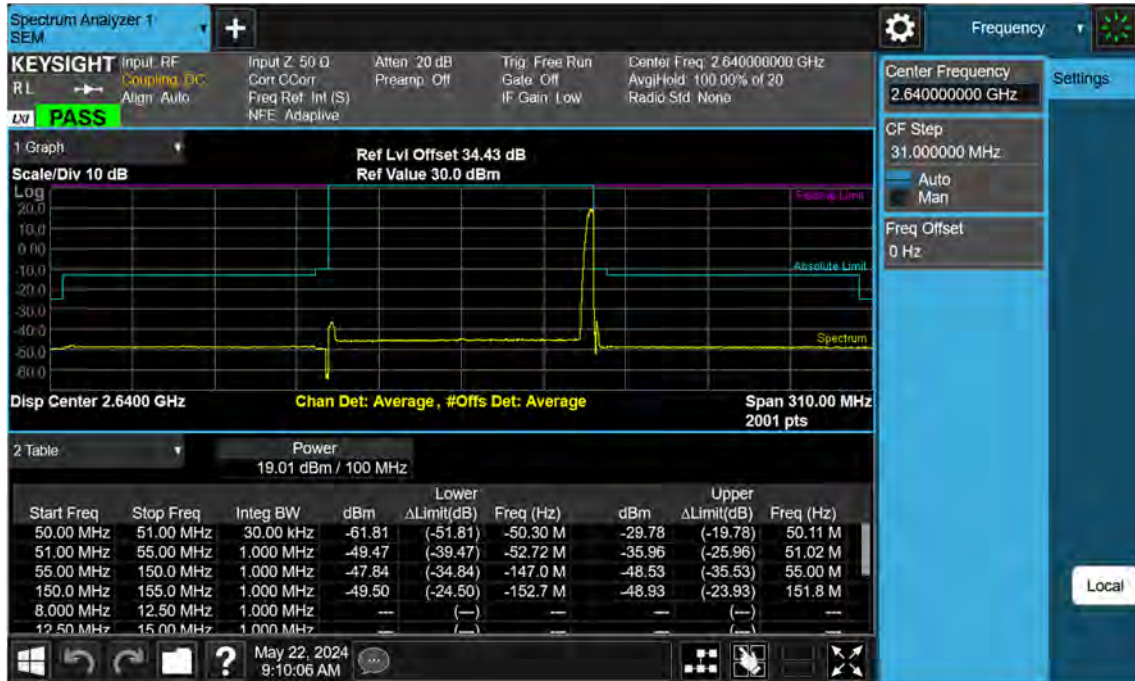 Spectrum Analyzer 1
SEM
Frequency
KEYSIGHT
R L
LXI PASS
Input: RF
Coupling: DC
Align: Auto
Input Z: 50 Ω
Corr CCorr
Freq Ref: Int (S)
NFE: Adaptive
Atten: 20 dB
Preamp: Off
Trig: Free Run
Gate: Off
IF Gain: Low
Center Freq: 2.640000000 GHz
Avg|Hold: 100.00% of 20
Radio Std: None
Center Frequency
2.640000000 GHz
Settings
CF Step
31.000000 MHz
Auto
Man
Freq Offset
0 Hz
1 Graph
Scale/Div 10 dB
Ref Lvl Offset 34.43 dB
Ref Value 30.0 dBm
Log
20.0
10.0
0.00
-10.0
-20.0
-30.0
-40.0
-50.0
-60.0
Absolute Limit
Spectrum
Disp Center 2.6400 GHz
Chan Det: Average, #Offs Det: Average
Span 310.00 MHz
2001 pts
2 Table
Power
19.01 dBm / 100 MHz
Lower Upper
Start Freq Stop Freq Integ BW dBm ΔLimit(dB) Freq (Hz) dBm ΔLimit(dB) Freq (Hz)
50.00 MHz 51.00 MHz 30.00 kHz -61.81 (-51.81) -50.30 M -29.78 (-19.78) 50.11 M
51.00 MHz 55.00 MHz 1.000 MHz -49.47 (-39.47) -52.72 M -35.96 (-25.96) 51.02 M
55.00 MHz 150.0 MHz 1.000 MHz -47.84 (-34.84) -147.0 M -48.53 (-35.53) 55.00 M
150.0 MHz 155.0 MHz 1.000 MHz -49.50 (-24.50) -152.7 M -48.93 (-23.93) 151.8 M
8.000 MHz 12.50 MHz 1.000 MHz --- (---) --- --- (---) ---
12.50 MHz 15.00 MHz 1.000 MHz --- (---) --- --- (---) ---
Local
May 22, 2024
9:10:06 AM